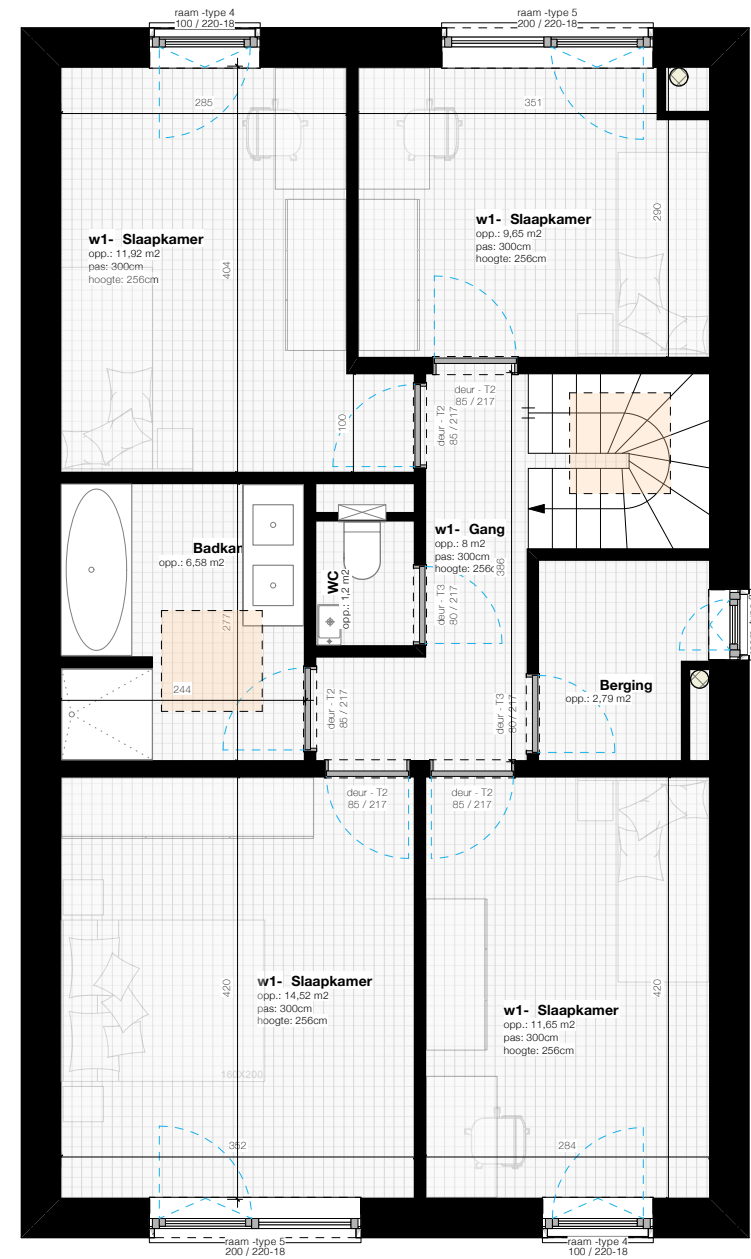 raam -type 4
100 / 220-18
raam -type 5
200 / 220-18
285
351
w1- Slaapkamer
opp.: 11,92 m2
pas: 300cm
hoogte: 256cm
404
w1- Slaapkamer
opp.: 9,65 m2
pas: 300cm
hoogte: 256cm
290
100
deur - T2
85 / 217
deur - T2
85 / 217
Badkar
opp.: 6,58 m2
277
244
WC
opp.: 1,2 m2
w1- Gang
opp.: 8 m2
pas: 300cm
hoogte: 256c
386
deur - T3
80 / 217
deur - T2
85 / 217
deur - T3
80 / 217
Berging
opp.: 2,79 m2
deur - T2
85 / 217
deur - T2
85 / 217
w1- Slaapkamer
opp.: 14,52 m2
pas: 300cm
hoogte: 256cm
420
160X200
352
w1- Slaapkamer
opp.: 11,65 m2
pas: 300cm
hoogte: 256cm
420
284
raam -type 5
200 / 220-18
raam -type 4
100 / 220-18